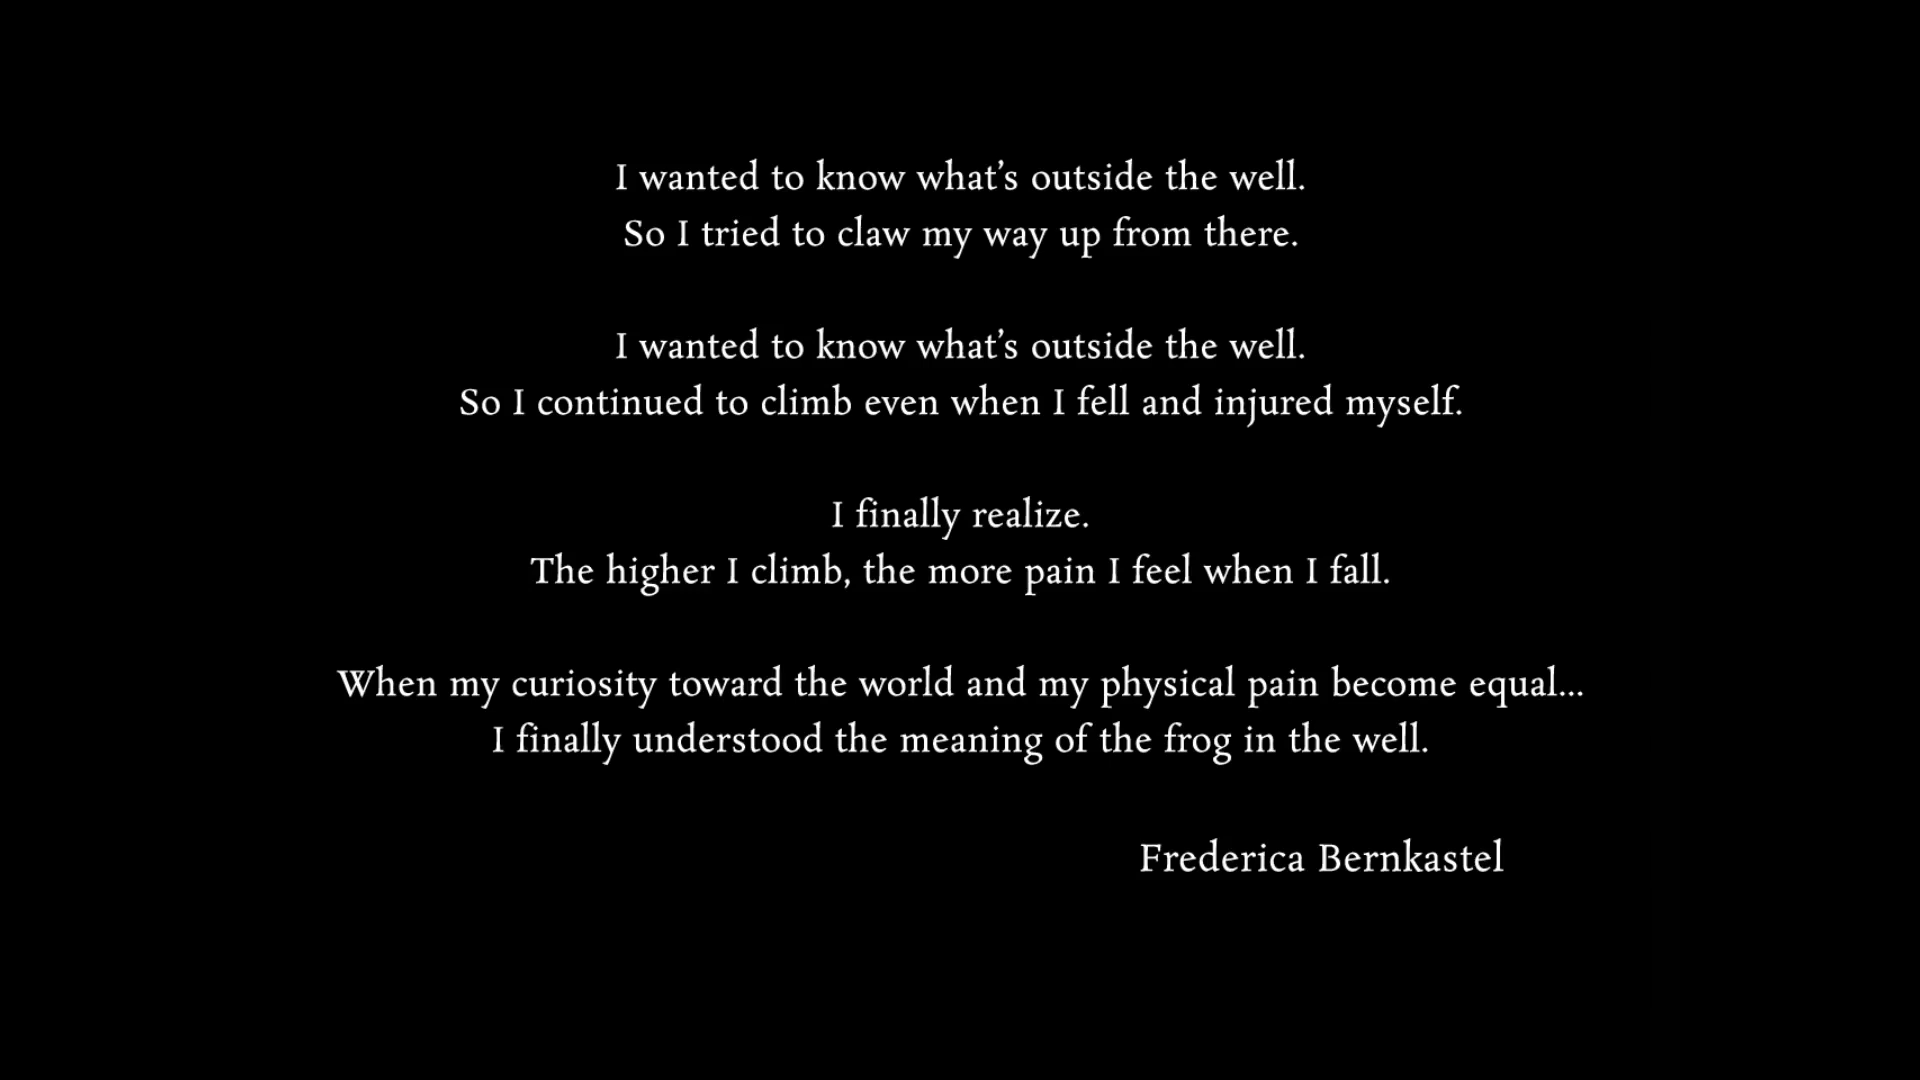 I wanted to know what’s outside the well.
So I tried to claw my way up from there.
I wanted to know what’s outside the well.
So I continued to climb even when I fell and injured myself.
I finally realize.
The higher I climb, the more pain I feel when I fall.
When my curiosity toward the world and my physical pain become equal...
I finally understood the meaning of the frog in the well.
Frederica Bernkastel